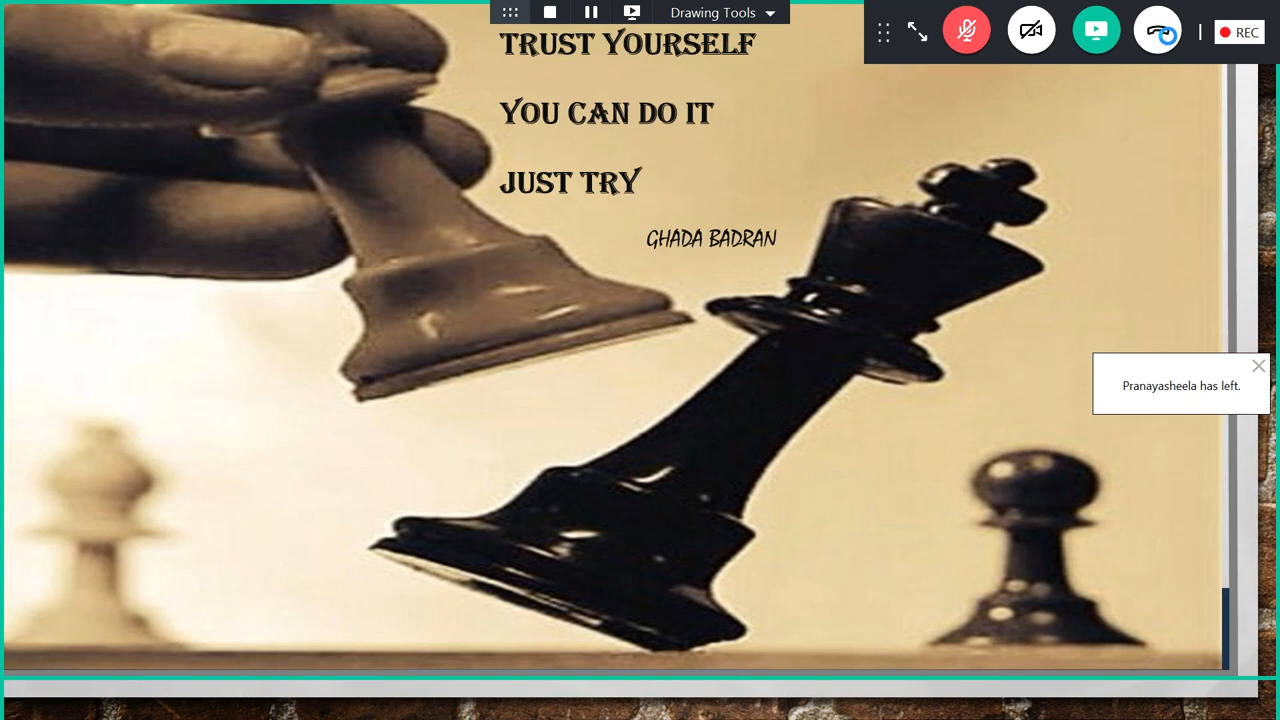 Drawing Tools
REC
TRUST YOURSELF
YOU CAN DO IT
JUST TRY
GHADA BADRAN
Pranayasheela has left.